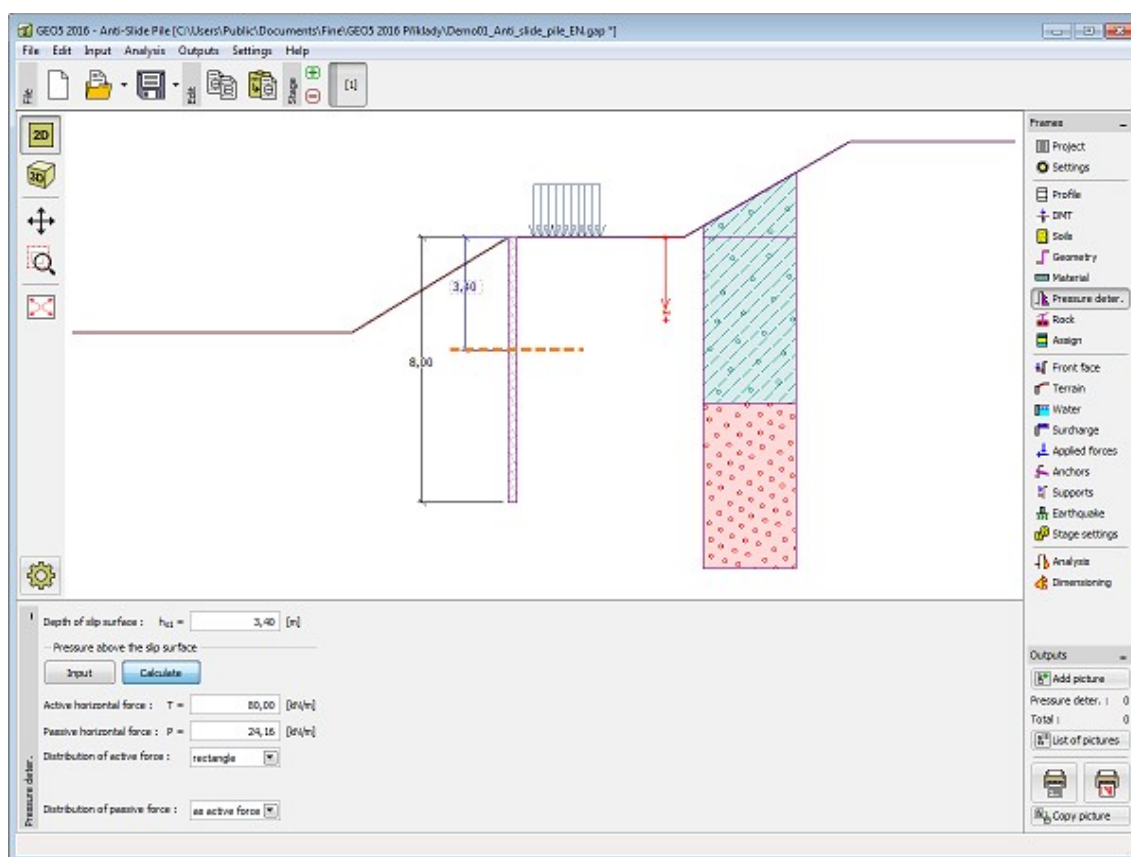 GEO5 2016 - Anti-Slide Pile [C:\Users\Public\Documents\Fine\GEO5 2016 Příklady\Demo01_Anti_slide_pile_EN.gap *]
File Edit Input Analysis Outputs Settings Help
File
Edit
Stage
[1]
2D
3D
3,40
8,00
+z
Frames
Project
Settings
Profile
DMT
Soils
Geometry
Material
Pressure deter.
Rock
Assign
Front face
Terrain
Water
Surcharge
Applied forces
Anchors
Supports
Earthquake
Stage settings
Analysis
Dimensioning
Outputs
Add picture
Pressure deter. : 0
Total : 0
List of pictures
Copy picture
Pressure deter.
Depth of slip surface : hs1 = 3,40 [m]
Pressure above the slip surface
Input Calculate
Active horizontal force : T = 80,00 [kN/m]
Passive horizontal force : P = 24,16 [kN/m]
Distribution of active force : rectangle
Distribution of passive force : as active force